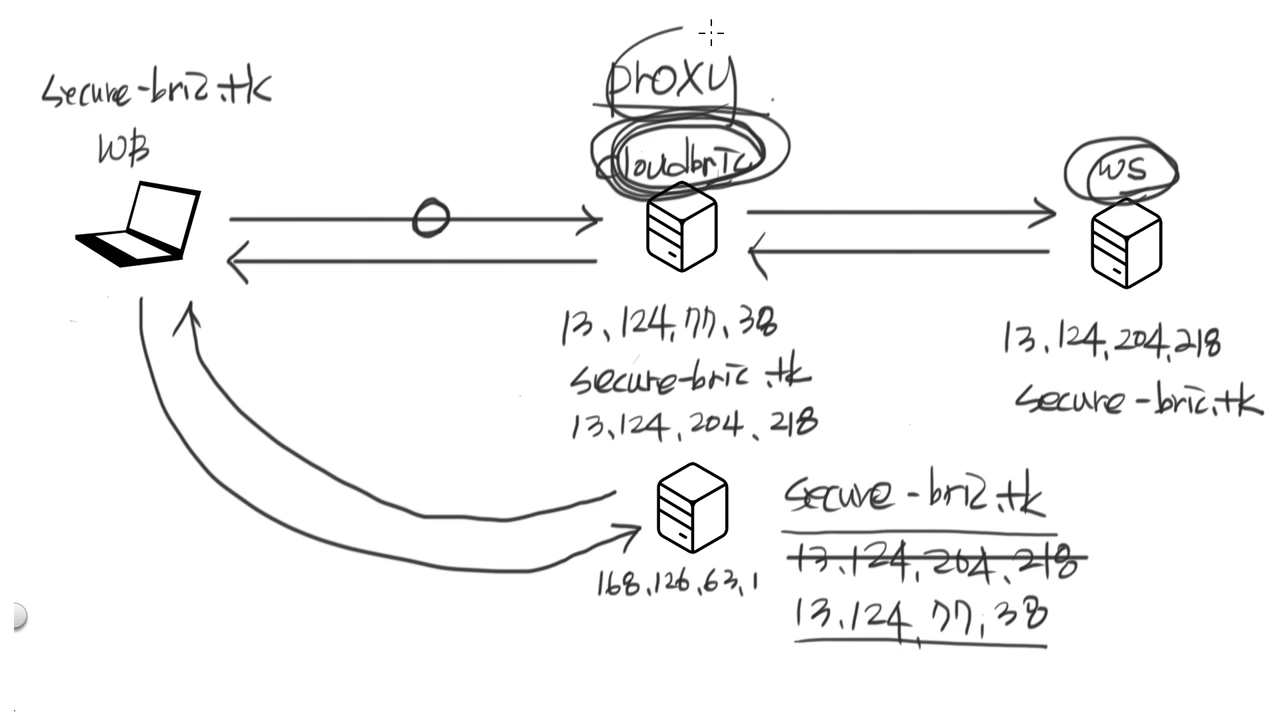 secure-bric.tk
WB
proxy
cloudbric
WS
13.124.77.38
secure-bric.tk
13.124.204.218
13.124.204.218
secure-bric.tk
168.126.63.1
secure-bric.tk
13.124.204.218
13.124.77.38